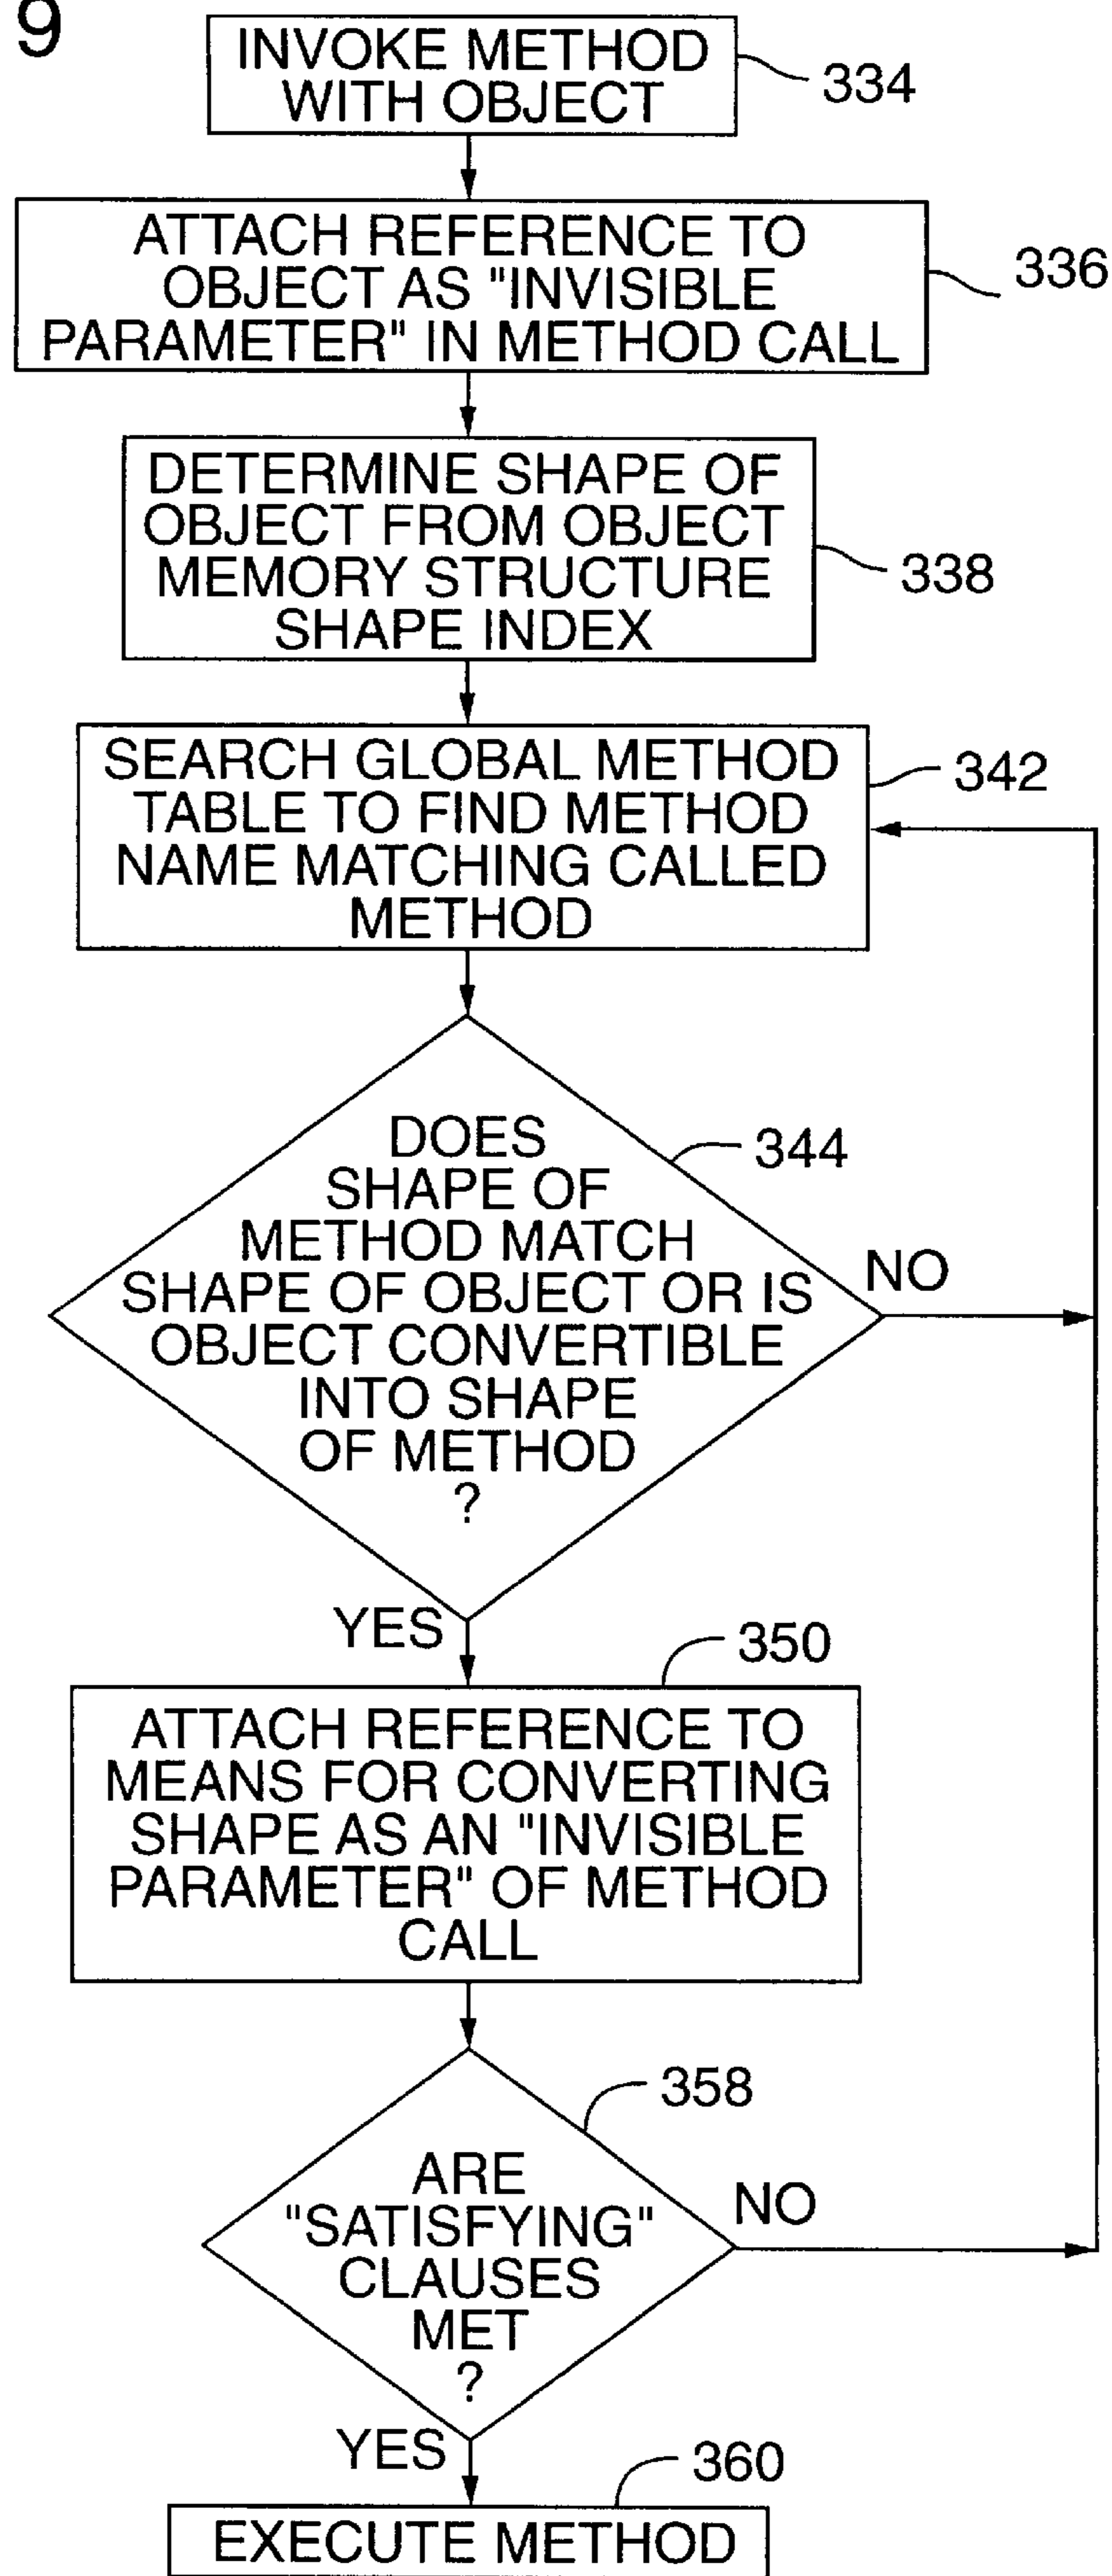 9
INVOKE METHOD
WITH OBJECT
334
ATTACH REFERENCE TO
OBJECT AS "INVISIBLE
PARAMETER" IN METHOD CALL
336
DETERMINE SHAPE OF
OBJECT FROM OBJECT
MEMORY STRUCTURE
SHAPE INDEX
338
SEARCH GLOBAL METHOD
TABLE TO FIND METHOD
NAME MATCHING CALLED
METHOD
342
DOES
SHAPE OF
METHOD MATCH
SHAPE OF OBJECT OR IS
OBJECT CONVERTIBLE
INTO SHAPE
OF METHOD
?
344
NO
YES
350
ATTACH REFERENCE TO
MEANS FOR CONVERTING
SHAPE AS AN "INVISIBLE
PARAMETER" OF METHOD
CALL
358
ARE
"SATISFYING"
CLAUSES
MET
?
NO
YES
360
EXECUTE METHOD